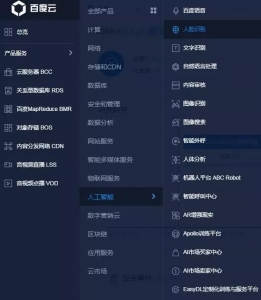 百度云
总览
产品服务
云服务器 BCC
关系型数据库 RDS
百度MapReduce BMR
对象存储 BOS
内容分发网络 CDN
音视频直播 LSS
音视频点播 VOD
全部产品
计算
网络
存储和CDN
数据库
安全和管理
数据分析
网站服务
智能多媒体服务
物联网服务
人工智能
数字营销云
区块链
应用服务
云市场
百度语音
人脸识别
文字识别
自然语言处理
内容审核
图像识别
图像搜索
智能外呼
人体分析
机器人平台 ABC Robot
智能呼叫中心
AR增强现实
Apollo训练平台
AI市场买家中心
AI市场卖家中心
EasyDL定制化训练与服务平台